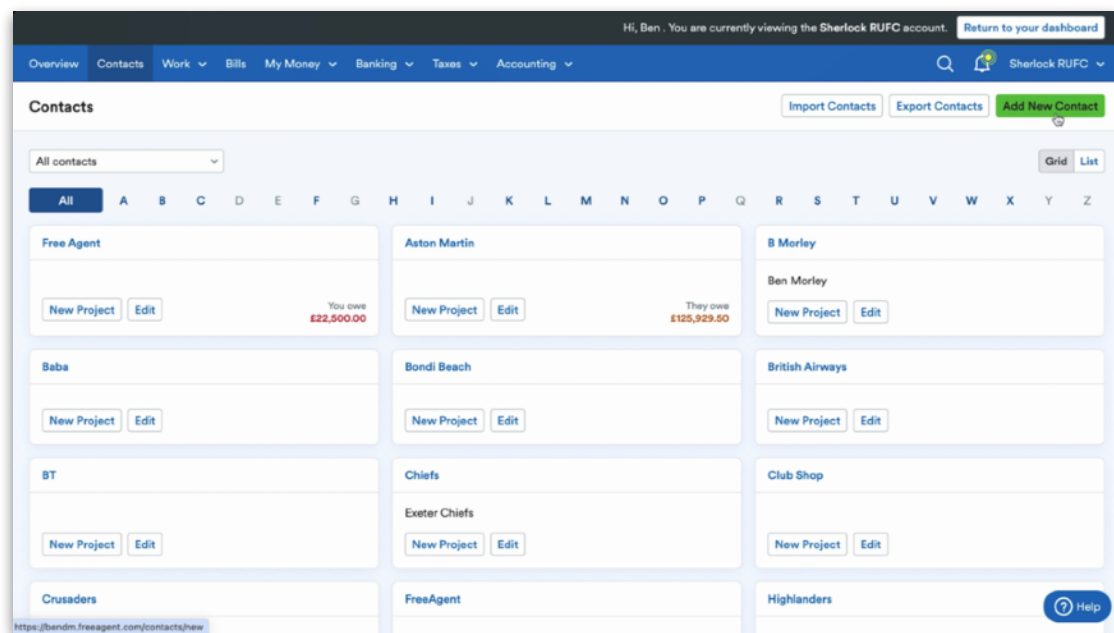 Hi, Ben . You are currently viewing the Sherlock RUFC account. Return to your dashboard
Overview Contacts Work Bills My Money Banking Taxes Accounting Sherlock RUFC
Contacts Import Contacts Export Contacts Add New Contact
All contacts Grid List
All A B C D E F G H I J K L M N O P Q R S T U V W X Y Z
Free Agent Aston Martin B Morley
Ben Morley
You owe They owe
New Project Edit £22,500.00 New Project Edit £125,929.50 New Project Edit
Baba Bondi Beach British Airways
New Project Edit New Project Edit New Project Edit
BT Chiefs Club Shop
Exeter Chiefs
New Project Edit New Project Edit New Project Edit
Crusaders FreeAgent Highlanders
? Help
https://bendm.freeagent.com/contacts/new